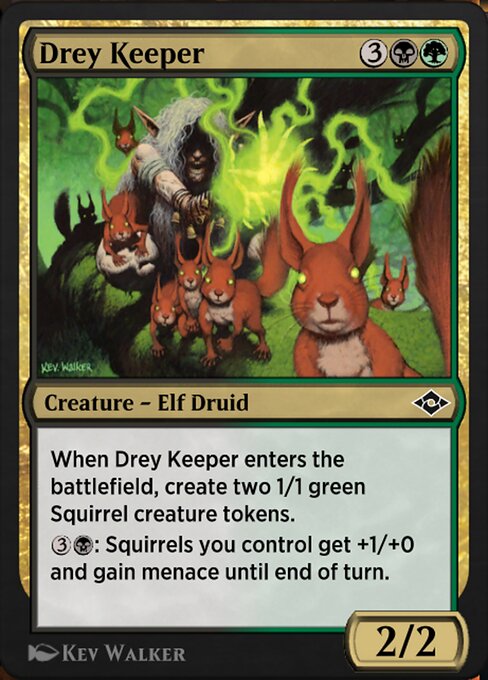 Drey Keeper 3
KEV. WALKER
Creature – Elf Druid
When Drey Keeper enters the
battlefield, create two 1/1 green
Squirrel creature tokens.
3: Squirrels you control get +1/+0
and gain menace until end of turn.
2/2
Kev Walker